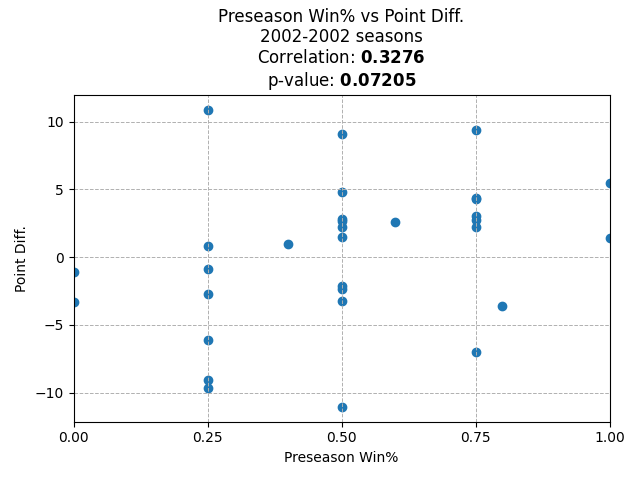 Preseason Win% vs Point Diff.
2002-2002 seasons
Correlation: 0.3276
p-value: 0.07205
10
5
0
−5
−10
Point Diff.
0.00 0.25 0.50 0.75 1.00
Preseason Win%